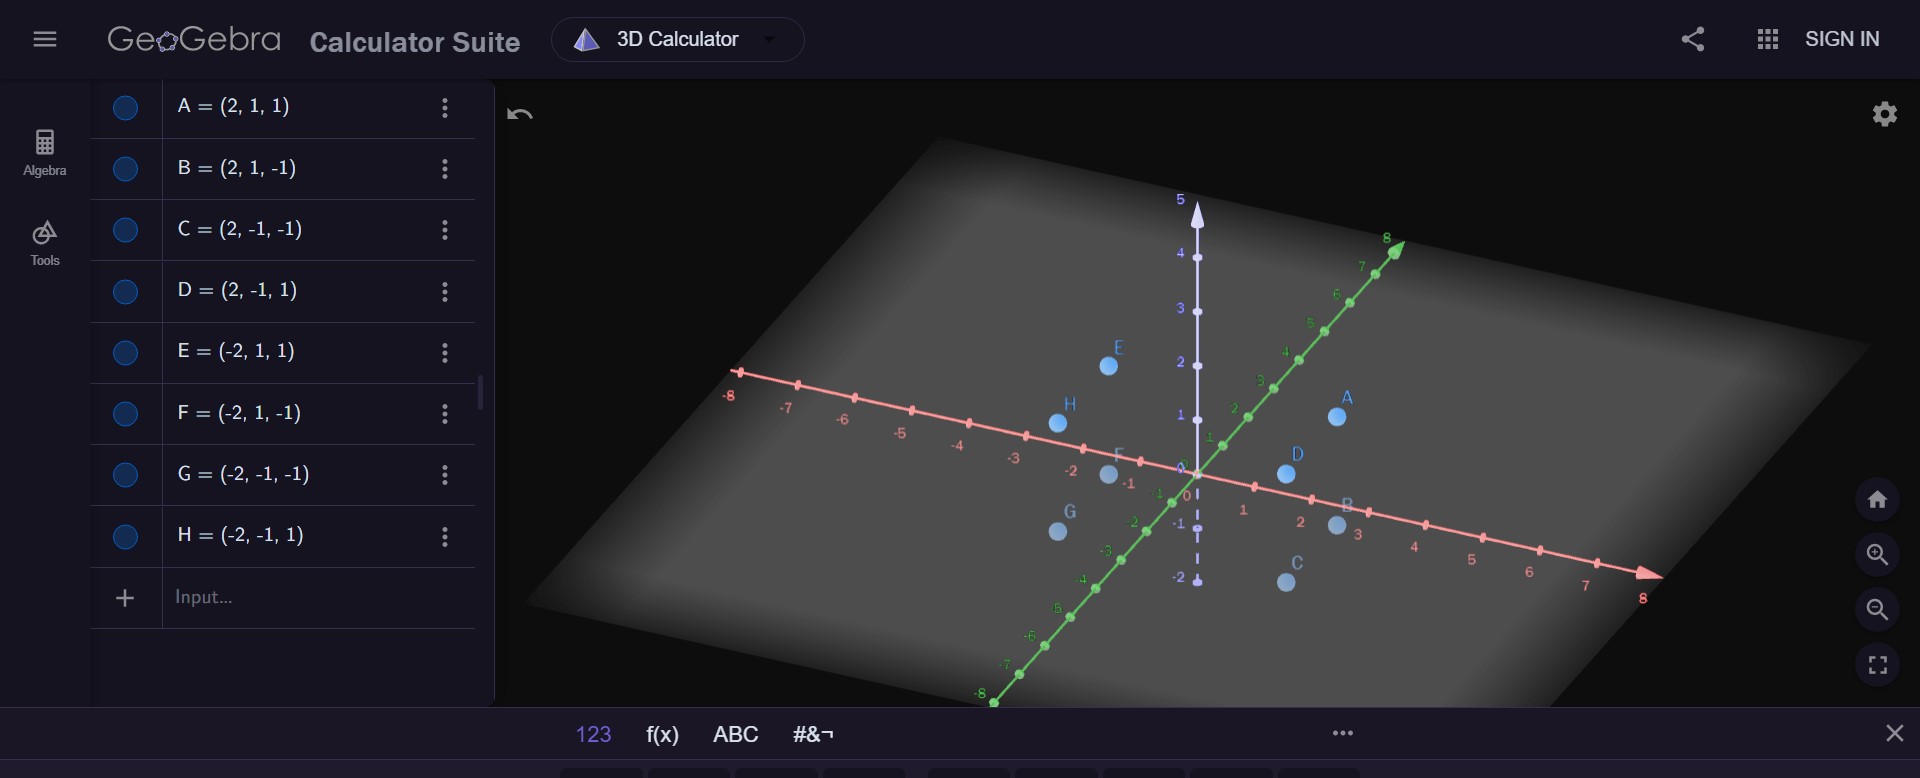 GeoGebra Calculator Suite 3D Calculator SIGN IN
Algebra
Tools
A = (2, 1, 1)
B = (2, 1, -1)
C = (2, -1, -1)
D = (2, -1, 1)
E = (-2, 1, 1)
F = (-2, 1, -1)
G = (-2, -1, -1)
H = (-2, -1, 1)
+ Input...
5
4
3
2
1
0
-1
-2
8
7
6
5
4
3
2
1
0
-1
-2
-3
-4
-5
-6
-7
-8
-8
-7
-6
-5
-4
-3
-2
-1
0
1
2
3
4
5
6
7
8
E
H
F
G
A
D
B
C
123 f(x) ABC #&¬ ...